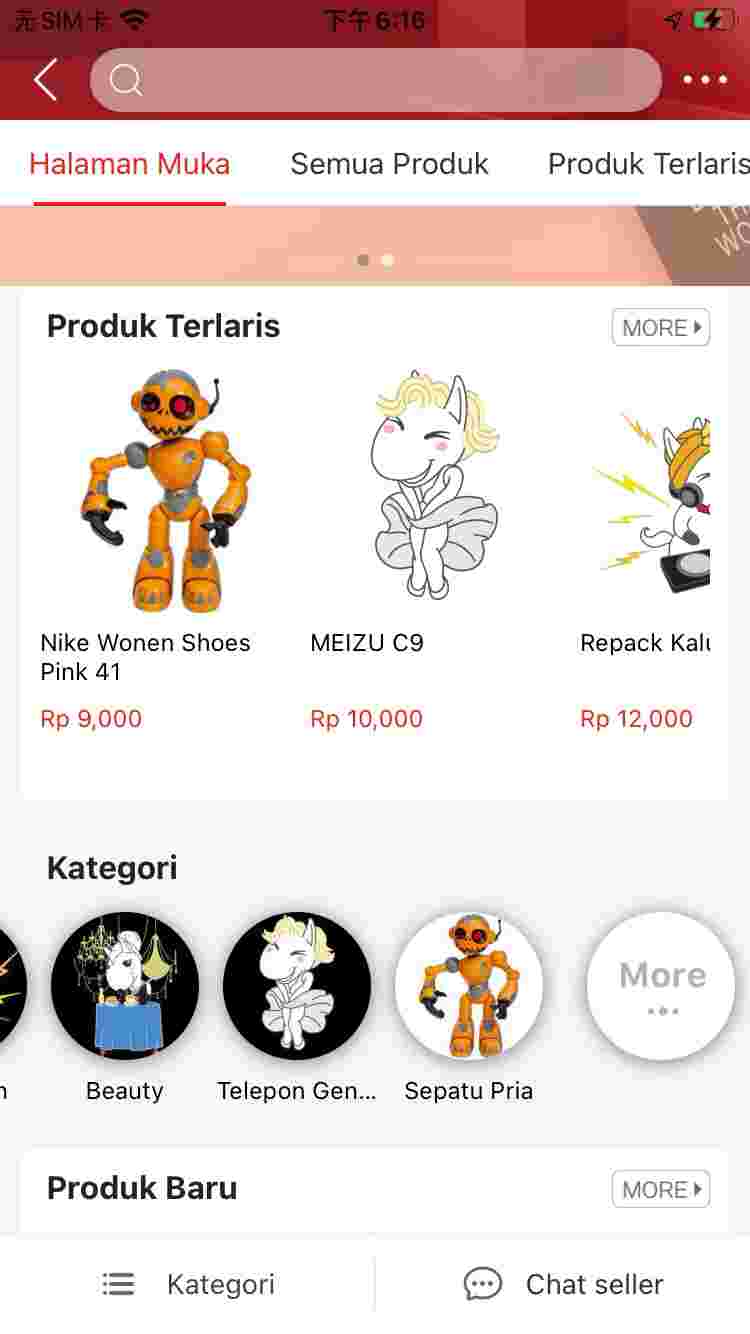 无SIM卡
下午6:16
Halaman Muka
Semua Produk
Produk Terlaris
WO
Produk Terlaris
MORE
Nike Wonen Shoes
Pink 41
Rp 9,000
MEIZU C9
Rp 10,000
Repack Kalu
Rp 12,000
Kategori
More
Beauty
Telepon Gen...
Sepatu Pria
Produk Baru
MORE
Kategori
Chat seller